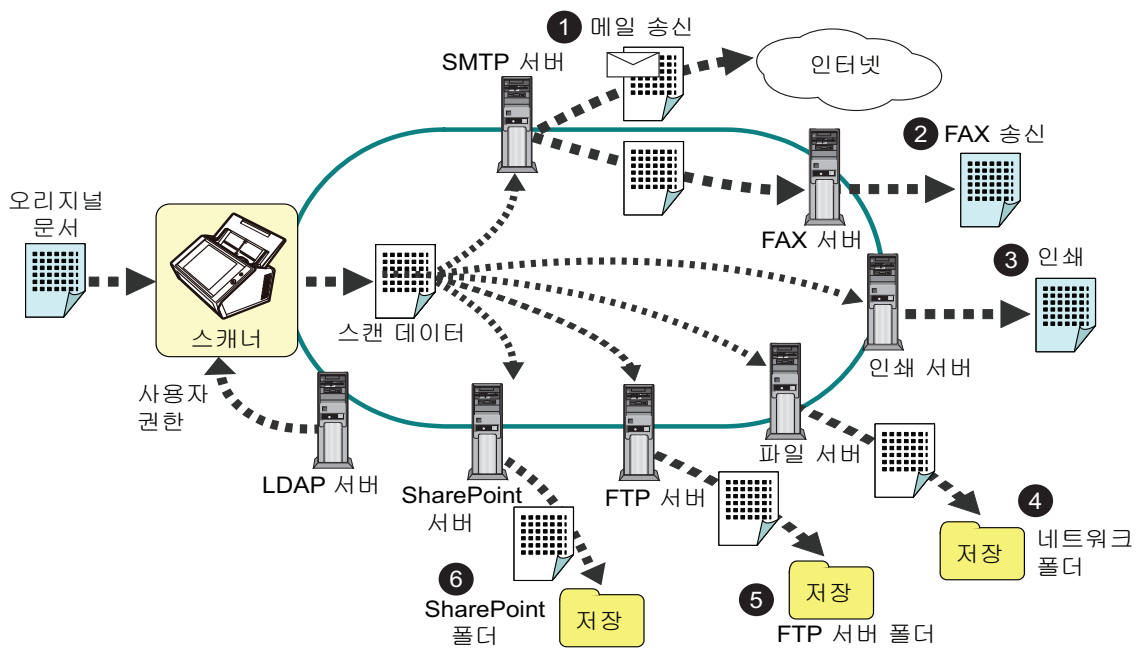 1 메일 송신
SMTP 서버
인터넷
2 FAX 송신
오리지널
문서
FAX 서버
3 인쇄
스캐너
스캔 데이터
인쇄 서버
사용자
권한
파일 서버
LDAP 서버
SharePoint
서버
FTP 서버
4 네트워크
폴더
저장
6
SharePoint
폴더
저장
5
저장
FTP 서버 폴더